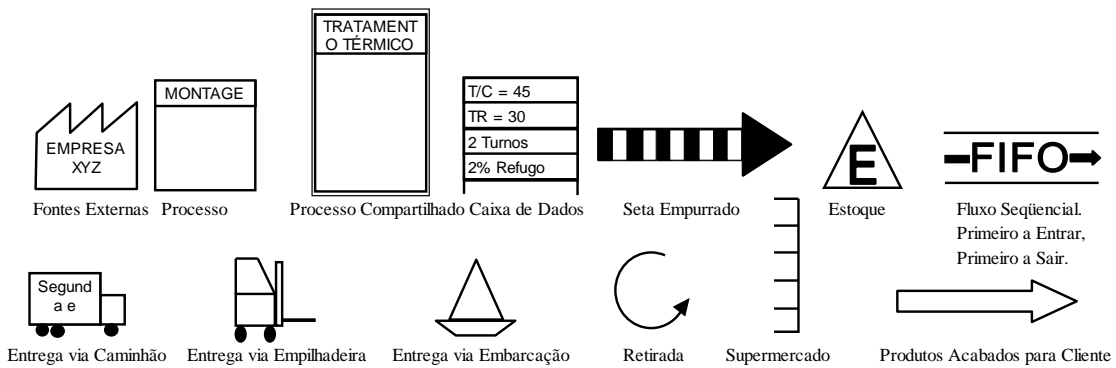 TRATAMENT
O TÉRMICO
MONTAGE
EMPRESA
XYZ
T/C = 45
TR = 30
2 Turnos
2% Refugo
E
FIFO
Fontes Externas
Processo
Processo Compartilhado
Caixa de Dados
Seta Empurrado
Estoque
Fluxo Seqüencial.
Primeiro a Entrar,
Primeiro a Sair.
Segund
a e
Entrega via Caminhão
Entrega via Empilhadeira
Entrega via Embarcação
Retirada
Supermercado
Produtos Acabados para Cliente